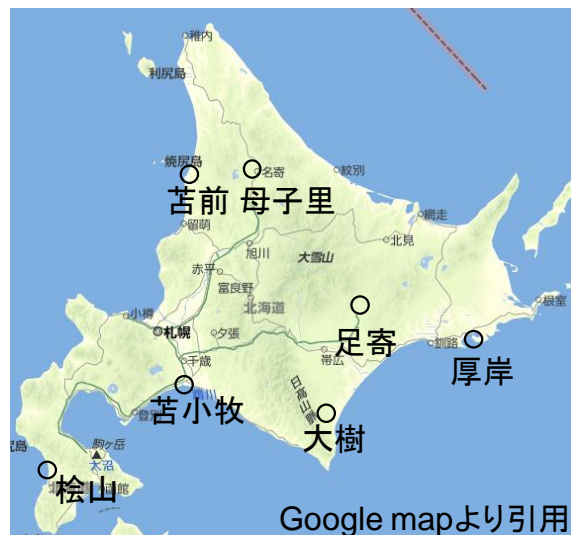 稚内
利尻島
焼尻島
名寄
紋別
苫前 母子里
網走
留萌
北見
旭川
大雪山
赤平
富良野
北海道
根室
小樽
足寄
札幌
夕張
釧路
厚岸
千歳
帯広
日高山脈
苫小牧
大樹
登別
駒ヶ岳
大沼
尻島
桧山
函館
Google mapより引用